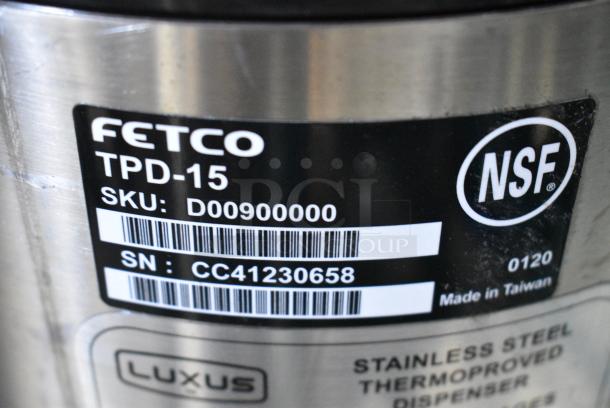 FETCO
TPD-15
SKU: D00900000
SN : CC41230658
NSF®
0120
Made in Taiwan
LUXUS®
STAINLESS STEEL
THERMOPROVED
DISPENSER